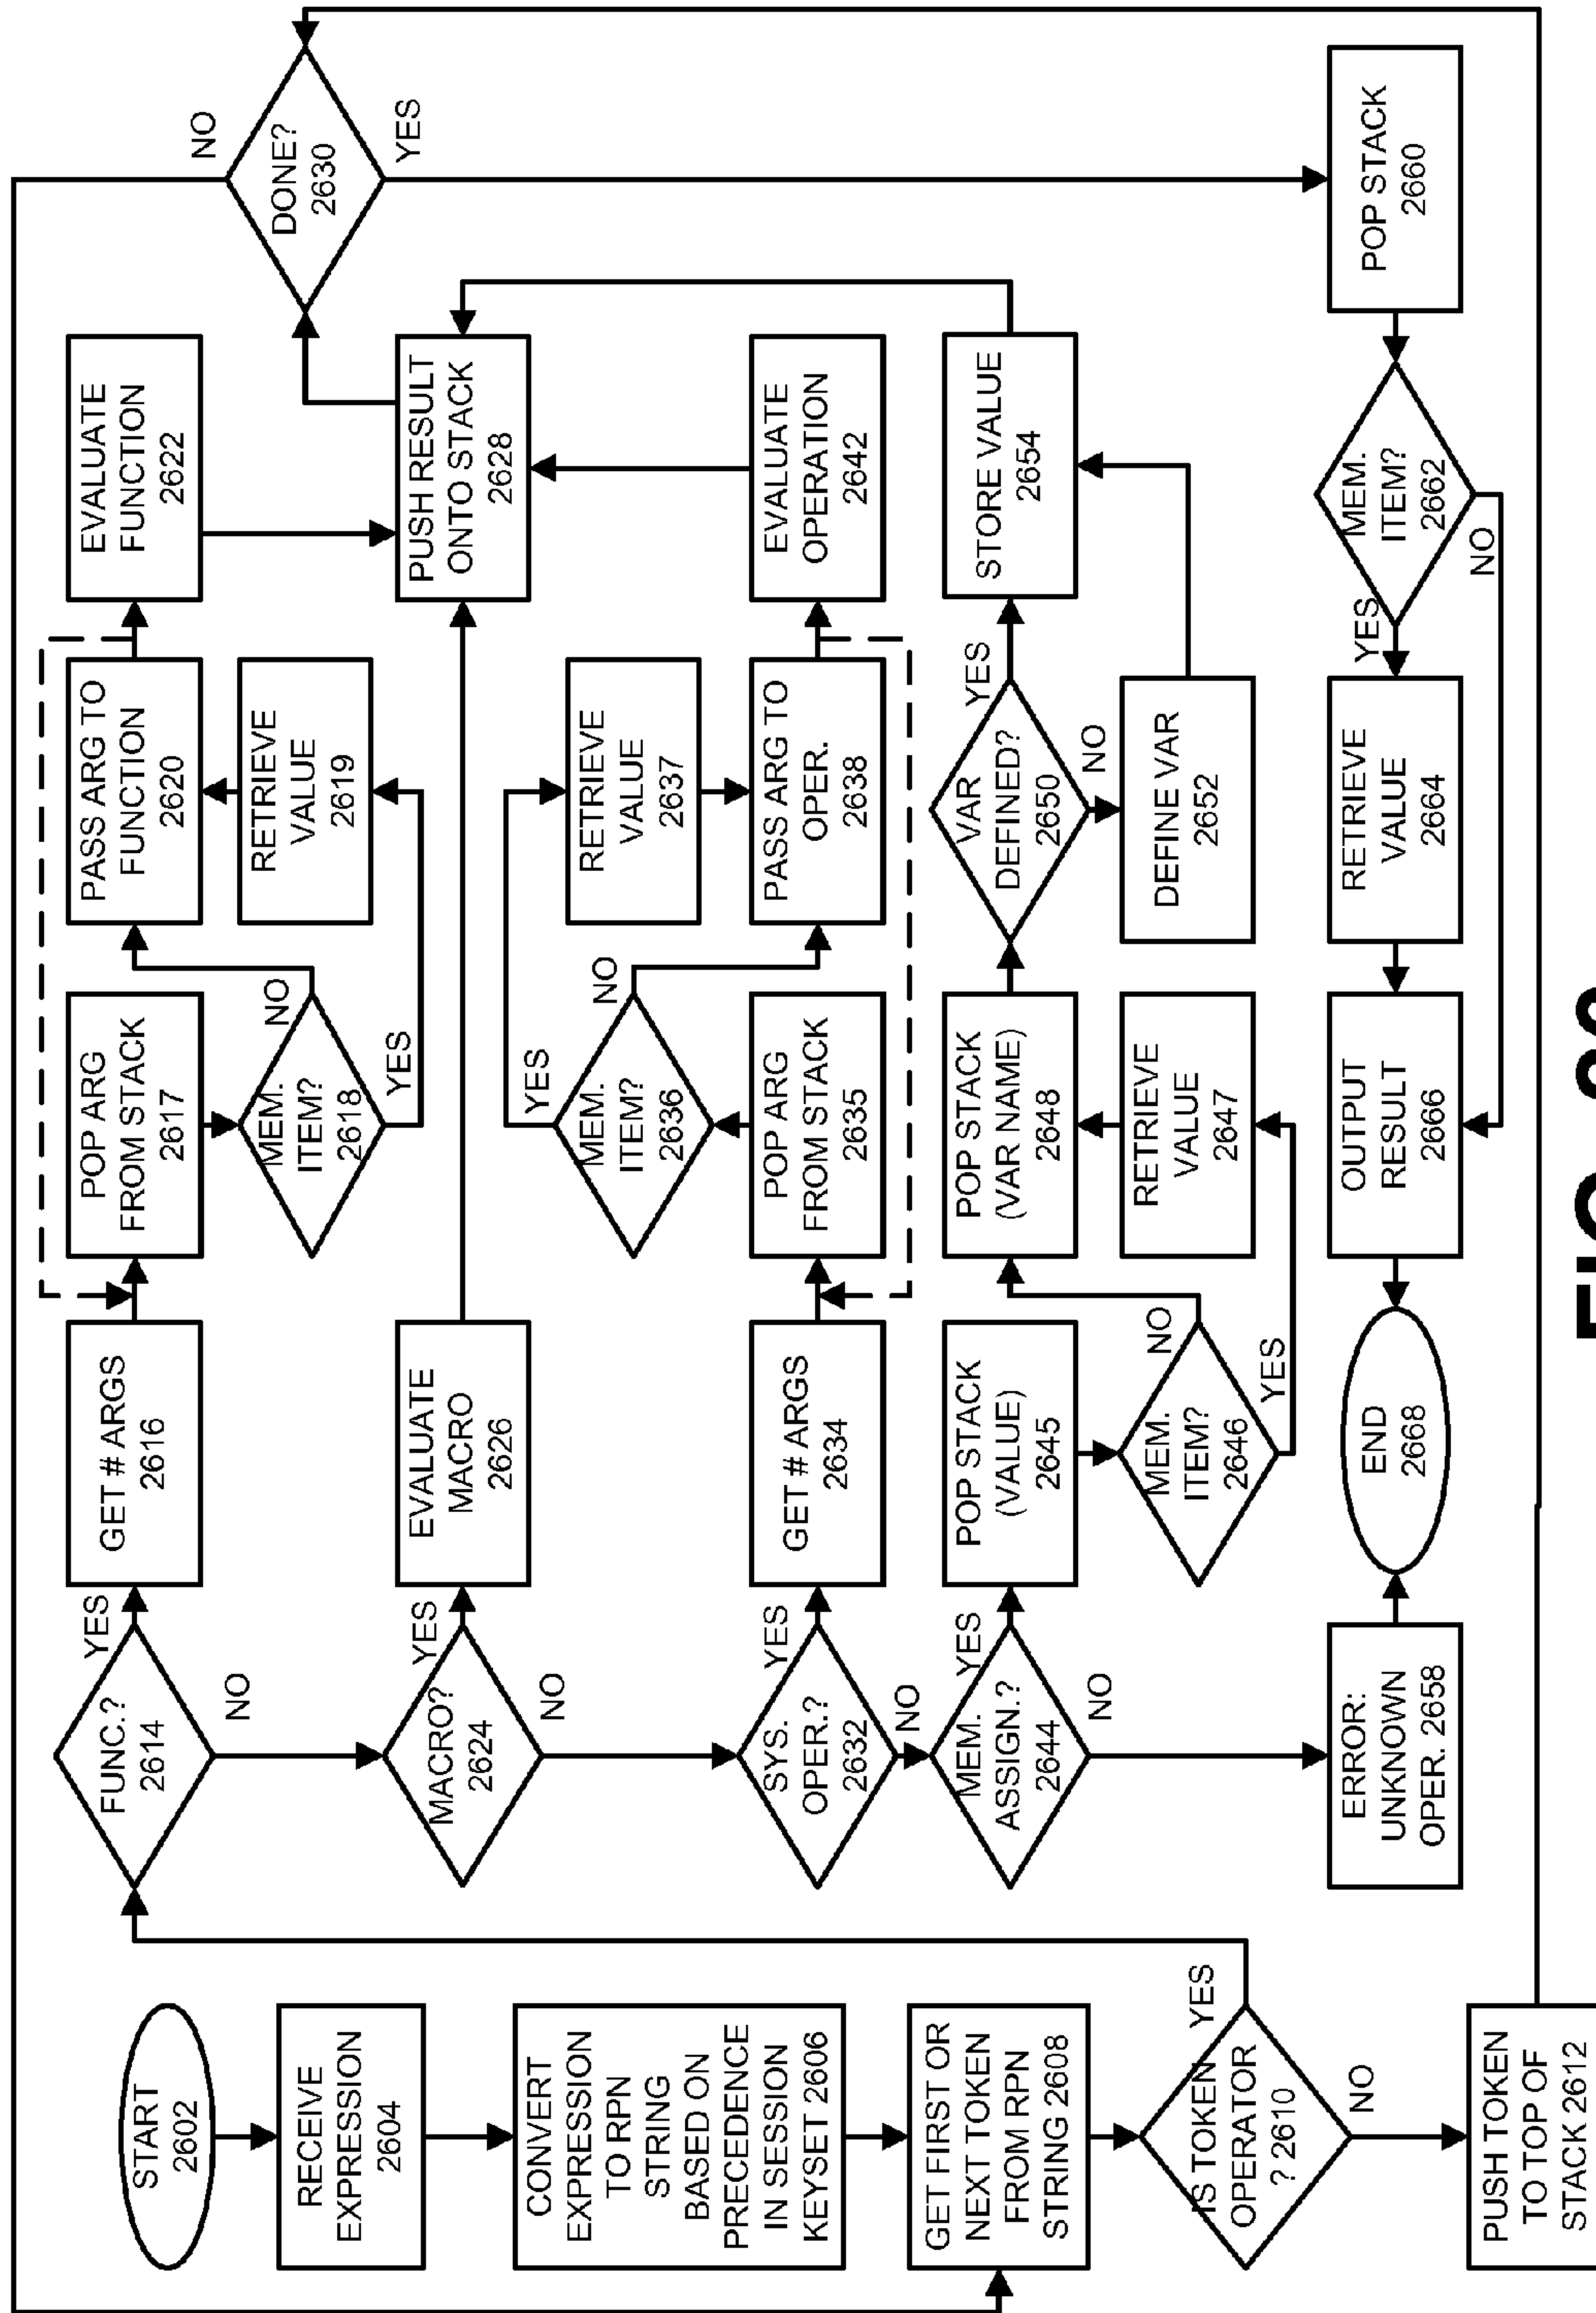 START
2602
RECEIVE
EXPRESSION
2604
CONVERT
EXPRESSION
TO RPN
STRING
BASED ON
PRECEDENCE
IN SESSION
KEYSET 2606
GET FIRST OR
NEXT TOKEN
FROM RPN
STRING 2608
IS TOKEN
OPERATOR
? 2610
YES
NO
PUSH TOKEN
TO TOP OF
STACK 2612
FUNC.?
2614
YES
NO
GET # ARGS
2616
POP ARG
FROM STACK
2617
MEM.
ITEM?
2618
NO
YES
RETRIEVE
VALUE
2619
PASS ARG TO
FUNCTION
2620
EVALUATE
FUNCTION
2622
MACRO?
2624
YES
NO
EVALUATE
MACRO
2626
PUSH RESULT
ONTO STACK
2628
DONE?
2630
NO
YES
SYS.
OPER.?
2632
YES
NO
GET # ARGS
2634
POP ARG
FROM STACK
2635
MEM.
ITEM?
2636
YES
NO
RETRIEVE
VALUE
2637
PASS ARG TO
OPER.
2638
EVALUATE
OPERATION
2642
MEM.
ASSIGN.?
2644
YES
NO
POP STACK
(VALUE)
2645
MEM.
ITEM?
2646
NO
YES
RETRIEVE
VALUE
2647
POP STACK
(VAR NAME)
2648
VAR
DEFINED?
2650
YES
NO
DEFINE VAR
2652
STORE VALUE
2654
ERROR:
UNKNOWN
OPER. 2658
POP STACK
2660
MEM.
ITEM?
2662
YES
NO
RETRIEVE
VALUE
2664
OUTPUT
RESULT
2666
END
2668